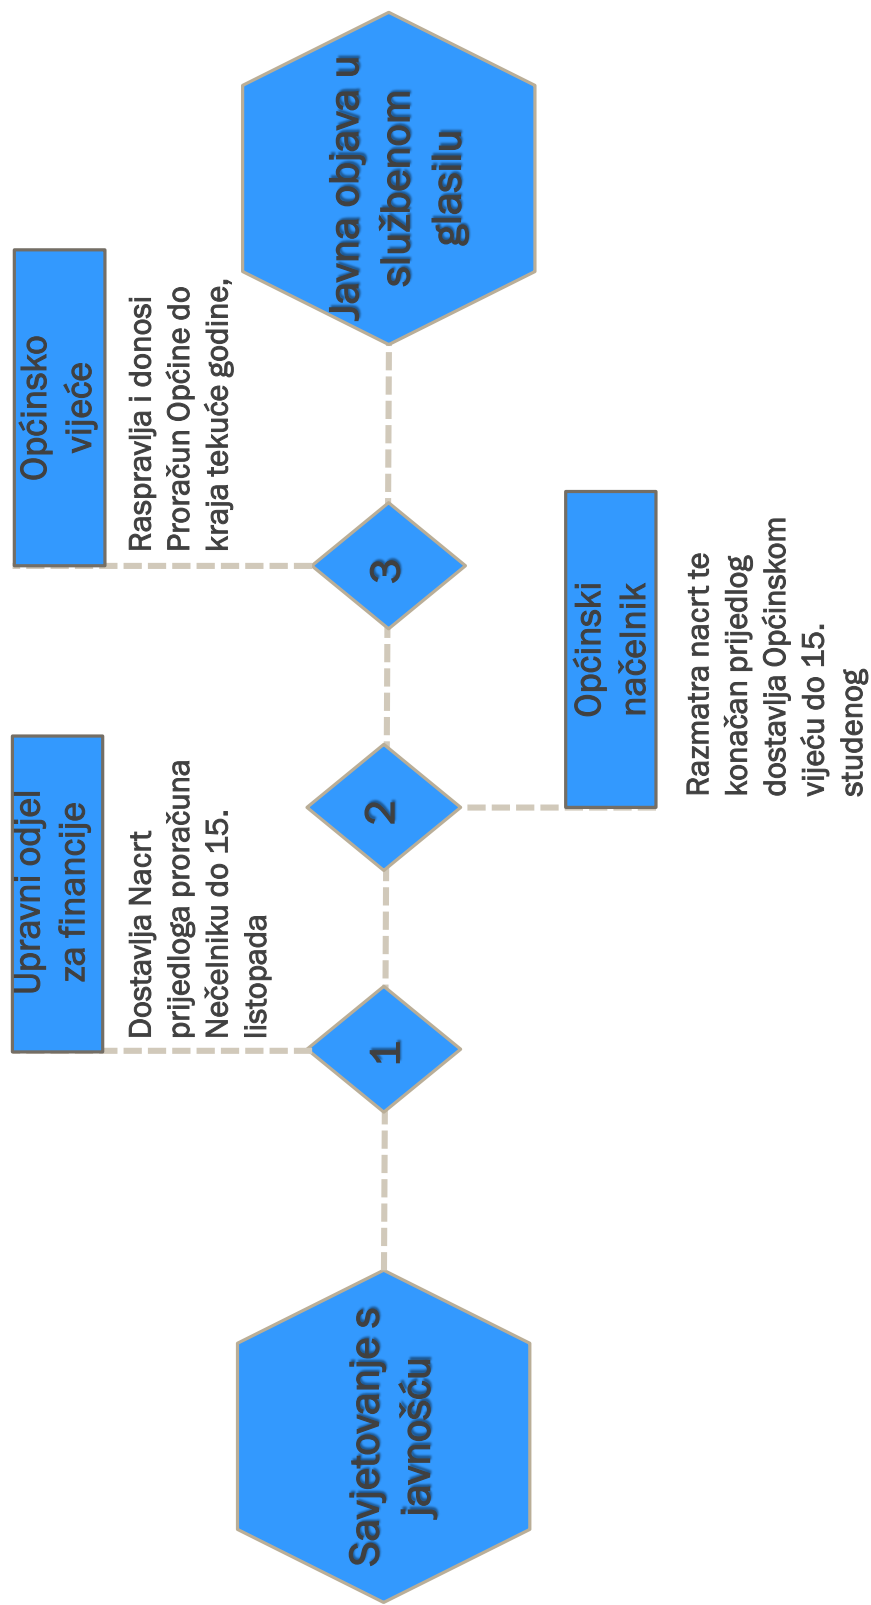 Savjetovanje s
javnošću
1
Upravni odjel
za financije
Dostavlja Nacrt
prijedloga proračuna
Nečelniku do 15.
listopada
2
Općinski
načelnik
Razmatra nacrt te
konačan prijedlog
dostavlja Općinskom
vijeću do 15.
studenog
3
Općinsko
vijeće
Raspravlja i donosi
Proračun Općine do
kraja tekuće godine,
Javna objava u
službenom
glasilu